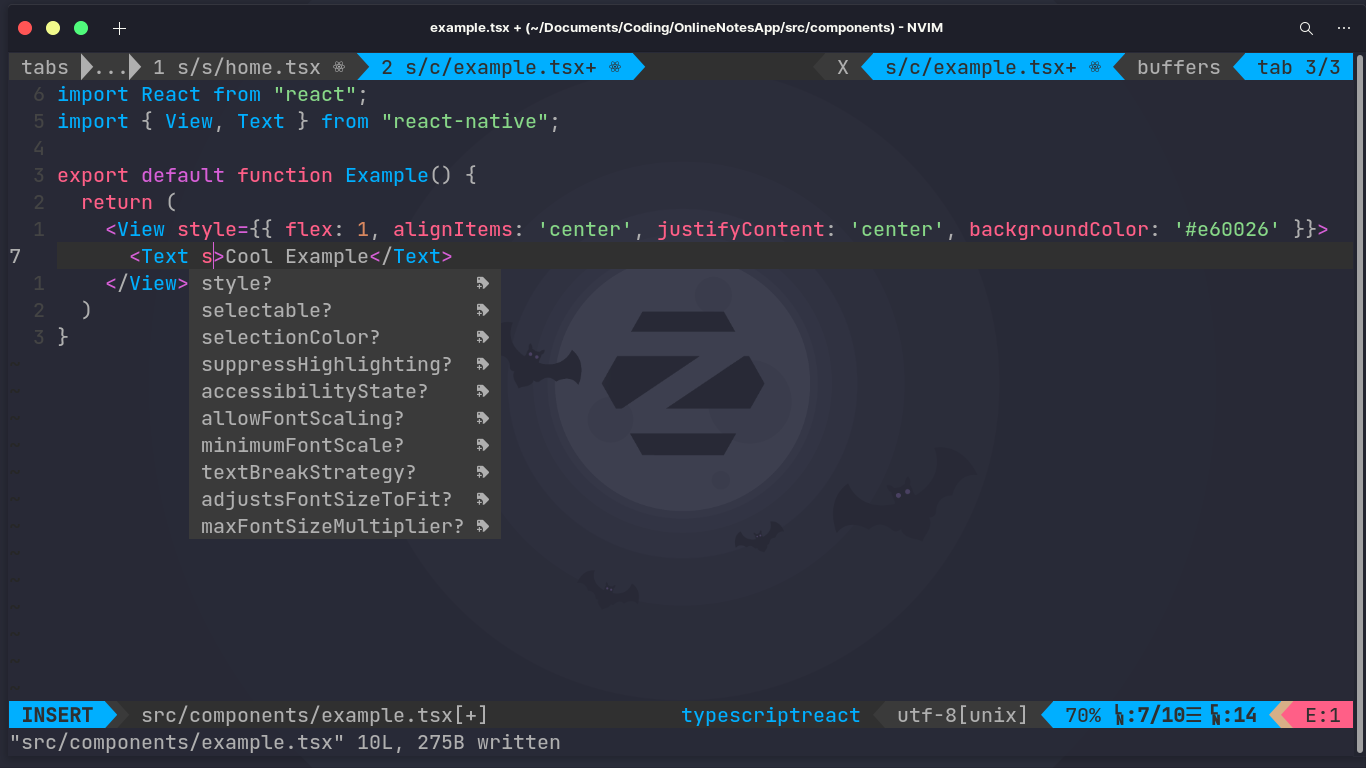 example.tsx + (~/Documents/Coding/OnlineNotesApp/src/components) - NVIM
tabs ... 1 s/s/home.tsx 2 s/c/example.tsx+ X s/c/example.tsx+ buffers tab 3/3
6 import React from "react";
5 import { View, Text } from "react-native";
4
3 export default function Example() {
2 return (
1 <View style={{ flex: 1, alignItems: 'center', justifyContent: 'center', backgroundColor: '#e60026' }}>
7 <Text s>Cool Example</Text>
1 </View>
2 )
3 }
style?
selectable?
selectionColor?
suppressHighlighting?
accessibilityState?
allowFontScaling?
minimumFontScale?
textBreakStrategy?
adjustsFontSizeToFit?
maxFontSizeMultiplier?
INSERT src/components/example.tsx[+] typescriptreact utf-8[unix] 70% LN:7/10☰ CN:14 E:1
"src/components/example.tsx" 10L, 275B written